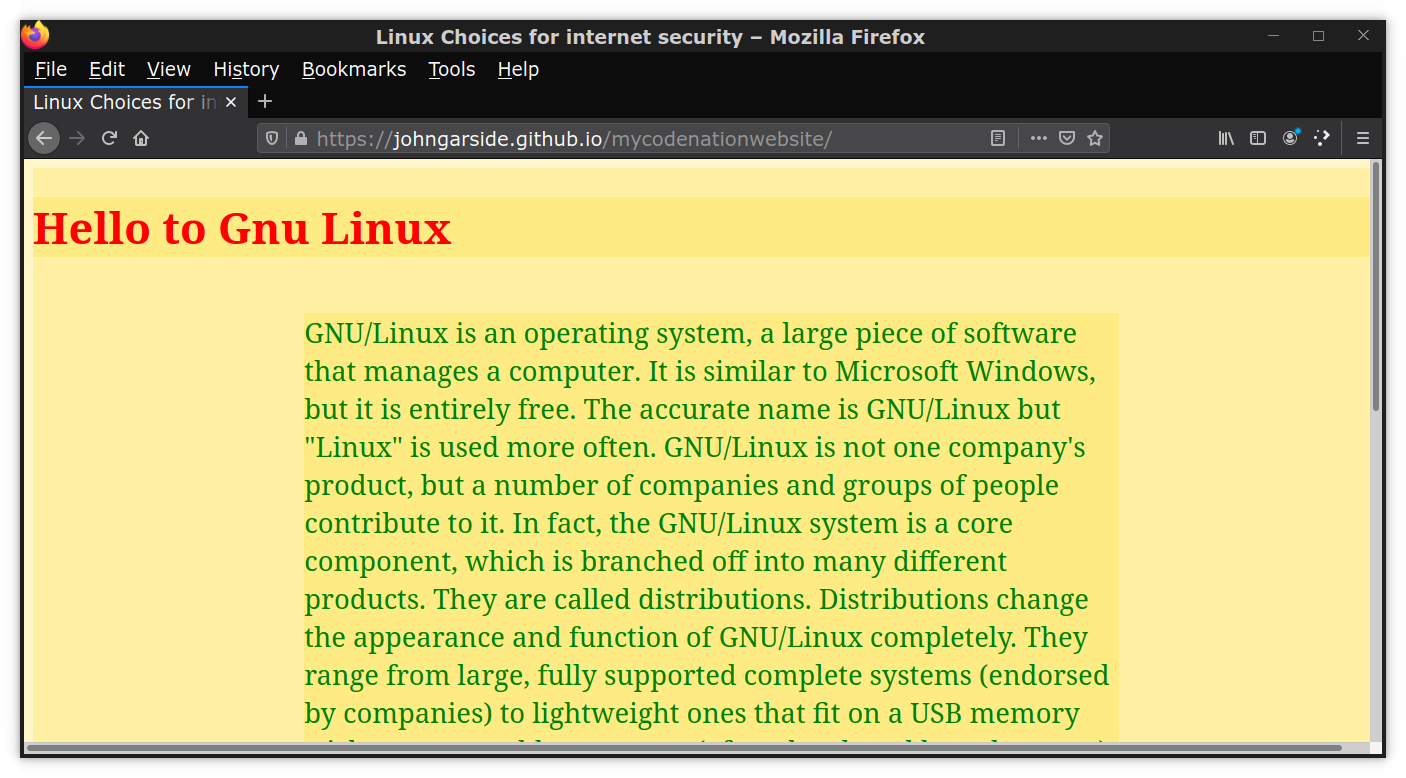 Linux Choices for internet security – Mozilla Firefox
File Edit View History Bookmarks Tools Help
Linux Choices for in
https://johngarside.github.io/mycodenationwebsite/
Hello to Gnu Linux
GNU/Linux is an operating system, a large piece of software
that manages a computer. It is similar to Microsoft Windows,
but it is entirely free. The accurate name is GNU/Linux but
"Linux" is used more often. GNU/Linux is not one company's
product, but a number of companies and groups of people
contribute to it. In fact, the GNU/Linux system is a core
component, which is branched off into many different
products. They are called distributions. Distributions change
the appearance and function of GNU/Linux completely. They
range from large, fully supported complete systems (endorsed
by companies) to lightweight ones that fit on a USB memory